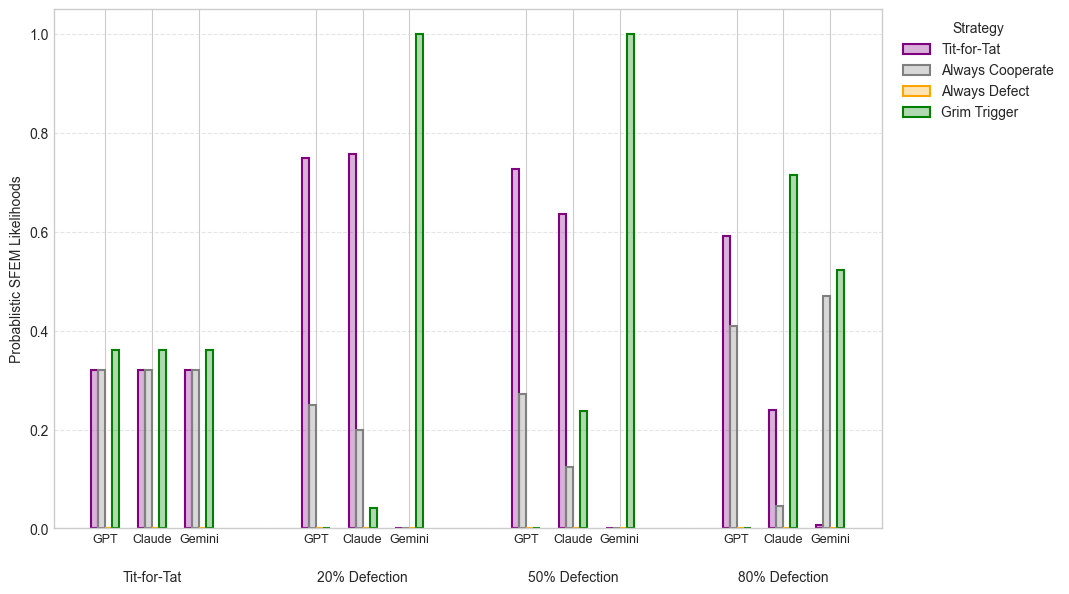 Strategy
Tit-for-Tat
Always Cooperate
Always Defect
Grim Trigger
Probablistic SFEM Likelihoods
1.0
0.8
0.6
0.4
0.2
0.0
GPT Claude Gemini GPT Claude Gemini GPT Claude Gemini GPT Claude Gemini
Tit-for-Tat 20% Defection 50% Defection 80% Defection